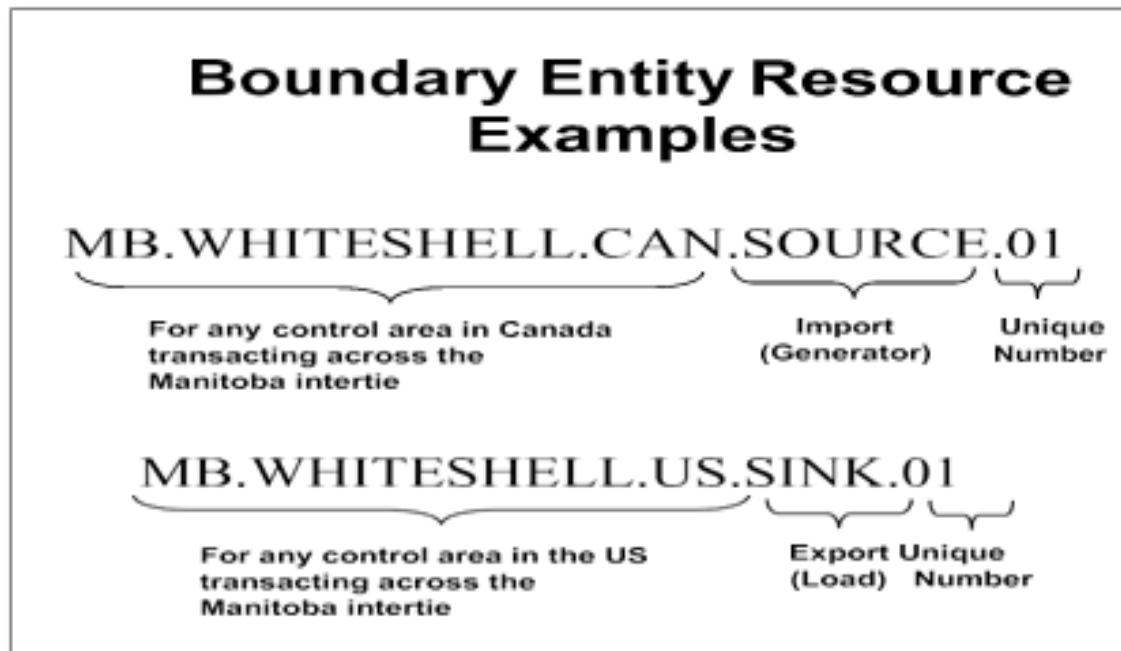 Boundary Entity Resource
Examples
MB.WHITESHELL.CAN.SOURCE.01
For any control area in Canada
transacting across the
Manitoba intertie
Import
(Generator)
Unique
Number
MB.WHITESHELL.US.SINK.01
For any control area in the US
transacting across the
Manitoba intertie
Export
(Load)
Unique
Number